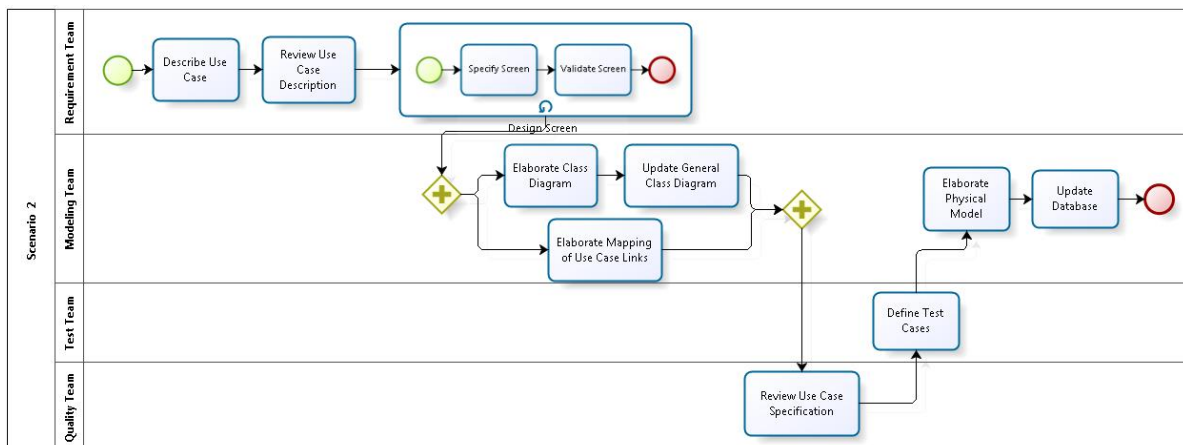 Scenario 2
Requirement Team
Describe Use
Case
Review Use
Case
Description
Specify Screen
Validate Screen
Design Screen
Modeling Team
Elaborate Class
Diagram
Update General
Class Diagram
Elaborate Mapping
of Use Case Links
Elaborate
Physical
Model
Update
Database
Test Team
Define Test
Cases
Quality Team
Review Use Case
Specification